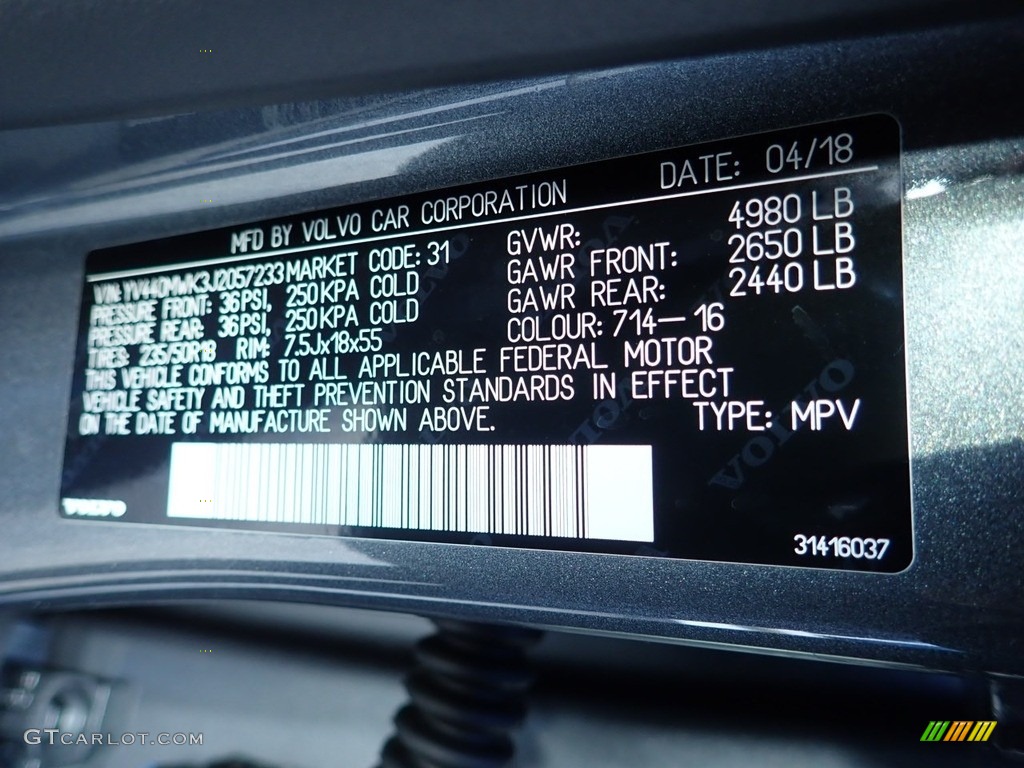 MFD BY VOLVO CAR CORPORATION DATE: 04/18
VIN: YV440MWK3J2057233 MARKET CODE: 31 GVWR: 4980 LB
PRESSURE FRONT: 36PSI, 250KPA COLD GAWR FRONT: 2650 LB
PRESSURE REAR: 36PSI, 250KPA COLD GAWR REAR: 2440 LB
TIRES: 235/50R18 RIM: 7.5Jx18x55 COLOUR: 714-16
THIS VEHICLE CONFORMS TO ALL APPLICABLE FEDERAL MOTOR
VEHICLE SAFETY AND THEFT PREVENTION STANDARDS IN EFFECT
ON THE DATE OF MANUFACTURE SHOWN ABOVE. TYPE: MPV
VOLVO
VOLVO
31416037
GTCARLOT.COM